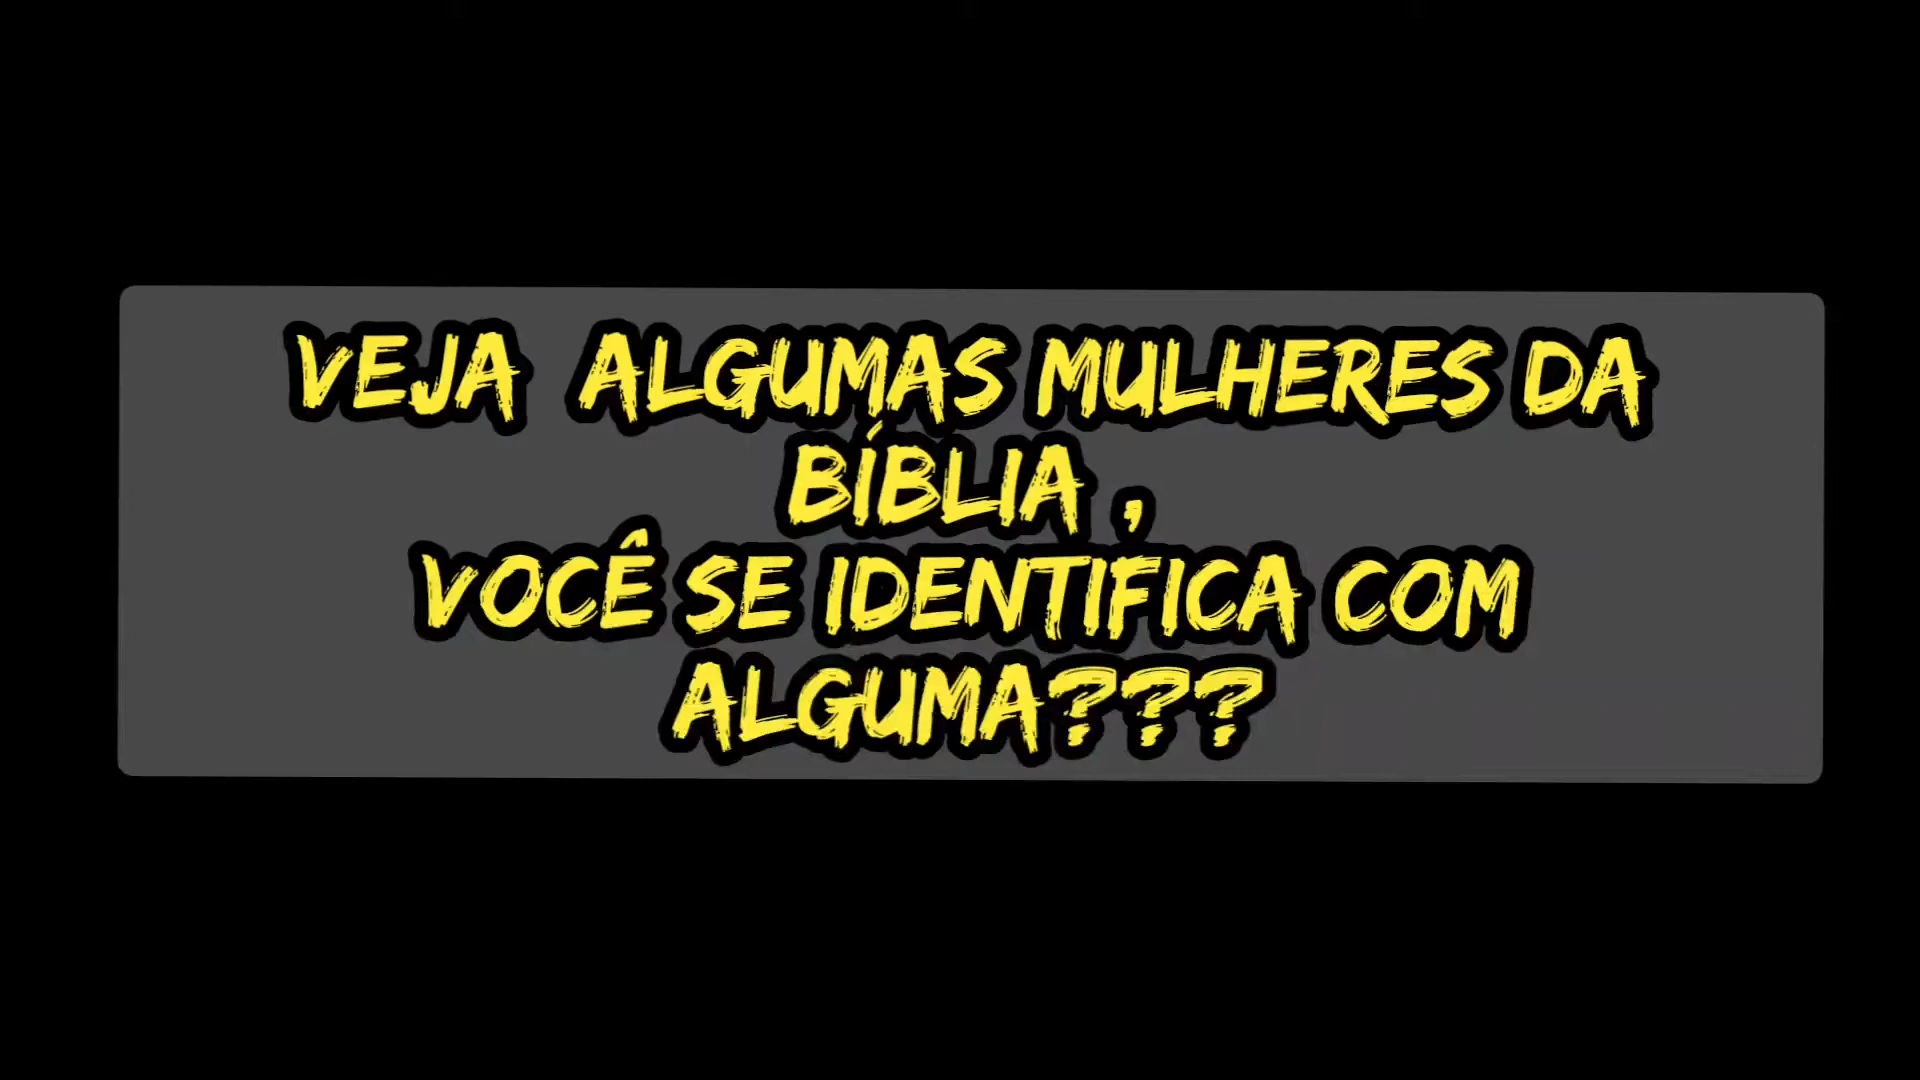 VEJA  ALGUMAS MULHERES DA
BÍBLIA ,
VOCÊ SE IDENTIFICA COM
ALGUMA???